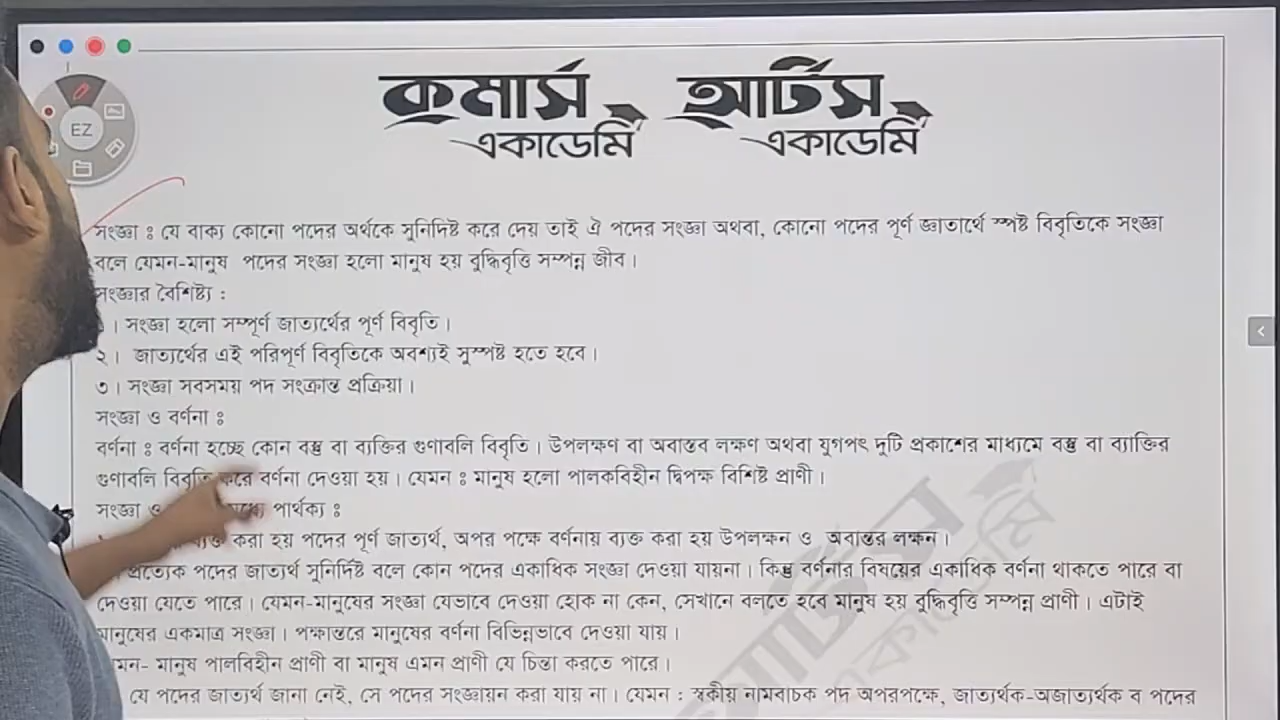 EZ
কমার্স আর্টস
একাডেমি একাডেমি
সংজ্ঞা ঃ যে বাক্য কোনো পদের অর্থকে সুনিদিষ্ট করে দেয় তাই ঐ পদের সংজ্ঞা অথবা, কোনো পদের পূর্ণ জ্ঞাতার্থে স্পষ্ট বিবৃতিকে সংজ্ঞা
বলে যেমন-মানুষ পদের সংজ্ঞা হলো মানুষ হয় বুদ্ধিবৃত্তি সম্পন্ন জীব।
সংজ্ঞার বৈশিষ্ট্য :
। সংজ্ঞা হলো সম্পূর্ণ জাত্যর্থের পূর্ণ বিবৃতি।
২। জাত্যর্থের এই পরিপূর্ণ বিবৃতিকে অবশ্যই সুস্পষ্ট হতে হবে।
৩। সংজ্ঞা সবসময় পদ সংক্রান্ত প্রক্রিয়া।
সংজ্ঞা ও বর্ণনা ঃ
বর্ণনা ঃ বর্ণনা হচ্ছে কোন বস্তু বা ব্যক্তির গুণাবলি বিবৃতি। উপলক্ষণ বা অবান্তব লক্ষণ অথবা যুগপৎ দুটি প্রকাশের মাধ্যমে বস্তু বা ব্যাক্তির
গুণাবলি বিবৃতি করে বর্ণনা দেওয়া হয়। যেমন ঃ মানুষ হলো পালকবিহীন দ্বিপক্ষ বিশিষ্ট প্রাণী।
সংজ্ঞা ও পার্থক্য ঃ
করা হয় পদের পূর্ণ জাত্যর্থ, অপর পক্ষে বর্ণনায় ব্যক্ত করা হয় উপলক্ষন ও অবান্তর লক্ষন।
প্রত্যেক পদের জাত্যর্থ সুনির্দিষ্ট বলে কোন পদের একাধিক সংজ্ঞা দেওয়া যায়না। কিন্তু বর্ণনার বিষয়ের একাধিক বর্ণনা থাকতে পারে বা
দেওয়া যেতে পারে। যেমন-মানুষের সংজ্ঞা যেভাবে দেওয়া হোক না কেন, সেখানে বলতে হবে মানুষ হয় বুদ্ধিবৃত্তি সম্পন্ন প্রাণী। এটাই
মানুষের একমাত্র সংজ্ঞা। পক্ষান্তরে মানুষের বর্ণনা বিভিন্নভাবে দেওয়া যায়।
মানুষ পালবিহীন প্রাণী বা মানুষ এমন প্রাণী যে চিন্তা করতে পারে।
যে পদের জাত্যর্থ জানা নেই, সে পদের সংজ্ঞায়ন করা যায় না। যেমন : স্বকীয় নামবাচক পদ অপরপক্ষে, জাত্যর্থক-অজাত্যর্থক ব পদের
আর্টস
একাডেমি